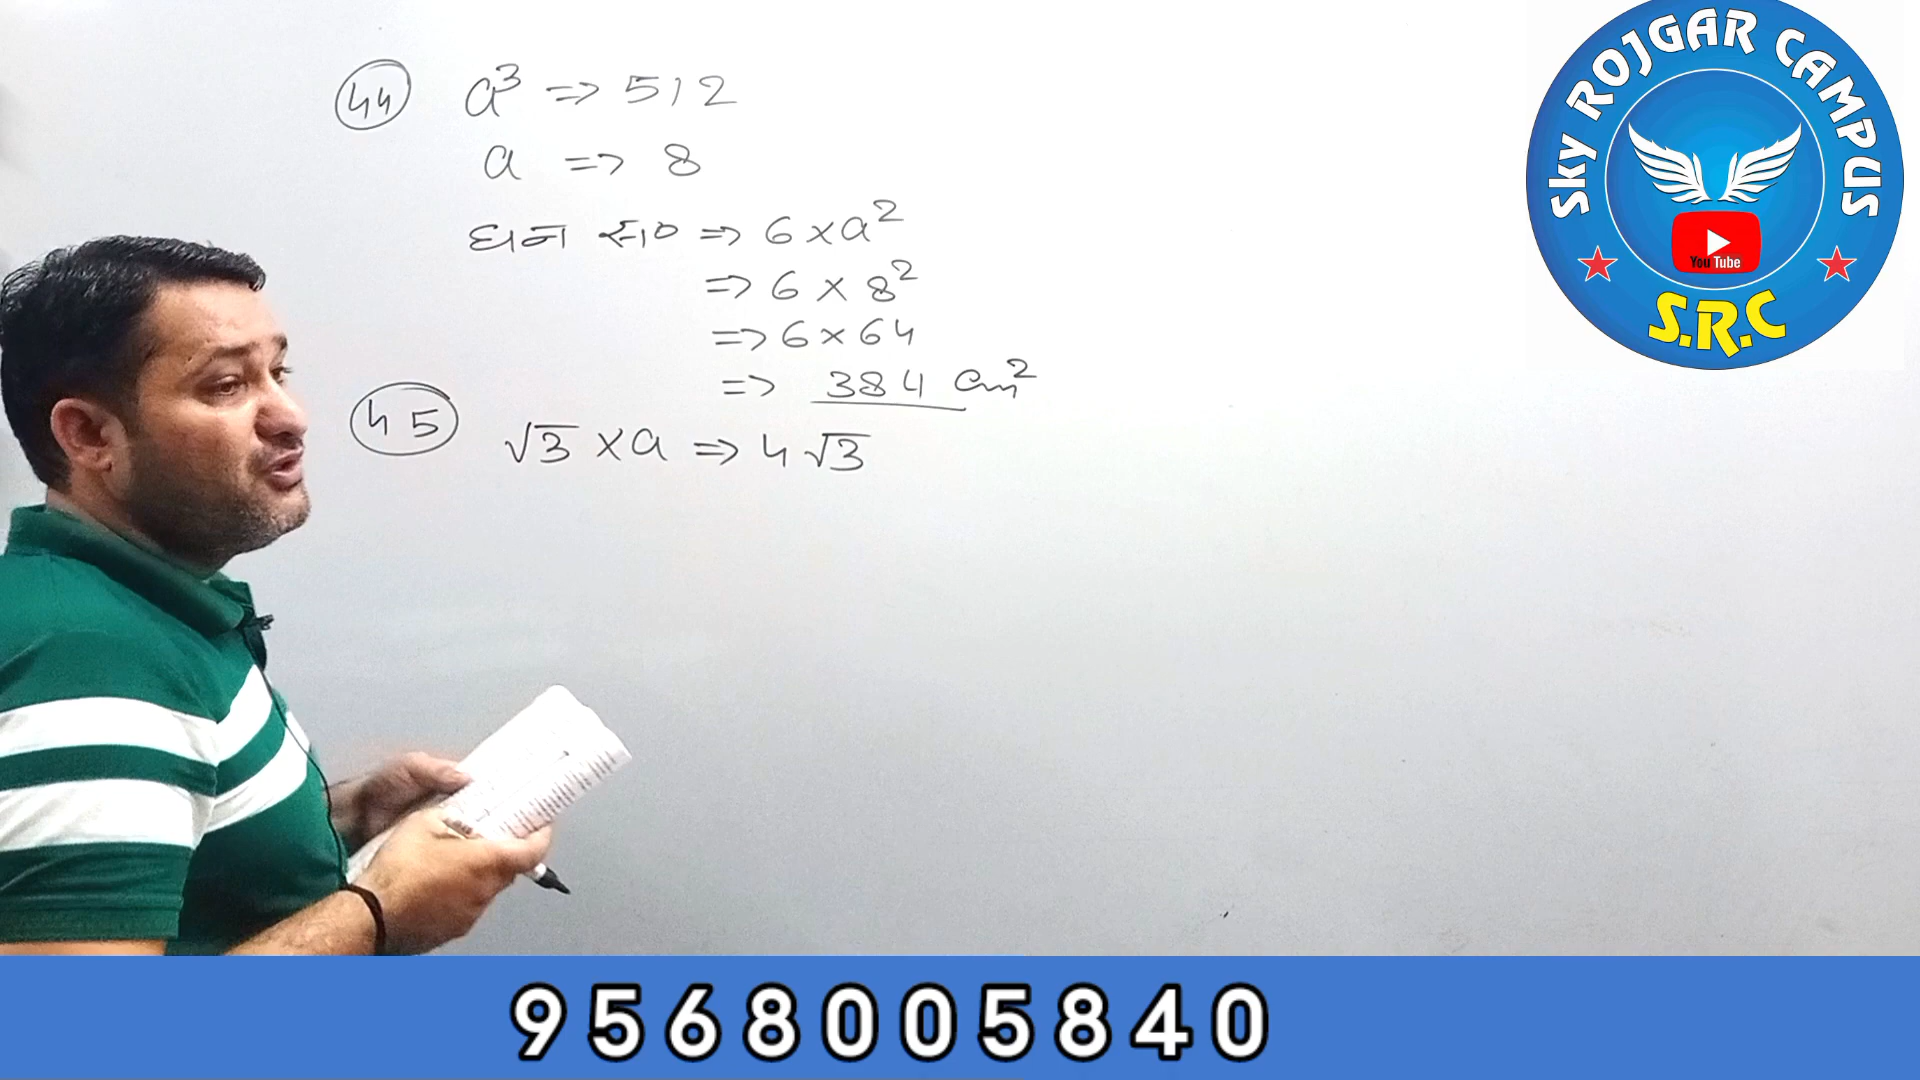 44 a³ => 512
a => 8
घन सा० => 6 x a²
=> 6 x 8²
=> 6 x 64
=> 384 cm²
45 √3 x a => 4√3
Sky ROJGAR CAMPUS
You Tube
S.R.C
9568005840